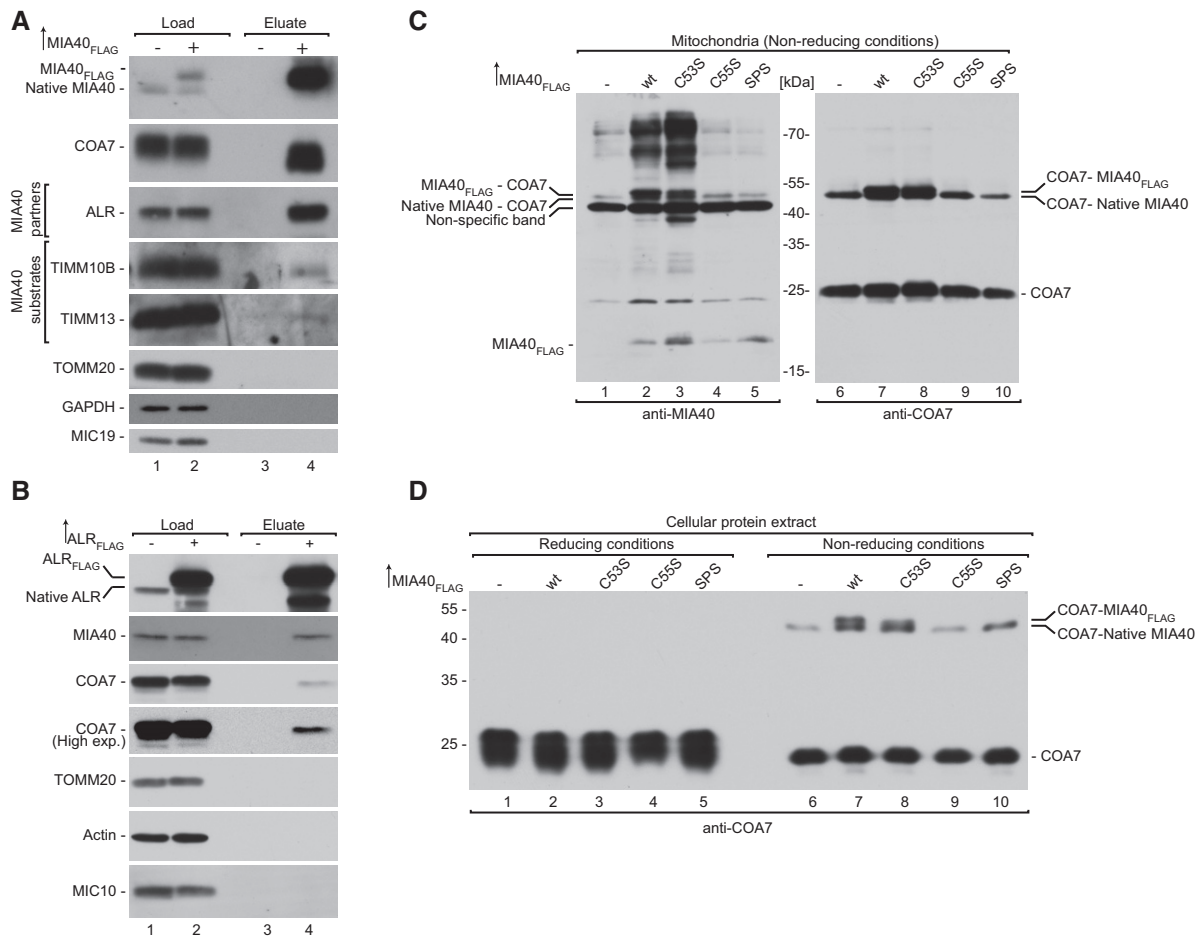 A
Load Eluate
↑MIA40FLAG - + - +
MIA40FLAG -
Native MIA40 -
COA7 -
MIA40 partners
ALR -
MIA40 substrates
TIMM10B -
TIMM13 -
TOMM20 -
GAPDH -
MIC19 -
1 2 3 4
B
Load Eluate
↑ALRFLAG - + - +
ALRFLAG
Native ALR
MIA40 -
COA7 -
COA7 -
(High exp.)
TOMM20 -
Actin -
MIC10 -
1 2 3 4
C
Mitochondria (Non-reducing conditions)
↑MIA40FLAG - wt C53S C55S SPS [kDa] - wt C53S C55S SPS
-70-
-55-
-40-
-35-
-25-
-15-
MIA40FLAG - COA7
Native MIA40 - COA7
Non-specific band
MIA40FLAG -
COA7- MIA40FLAG
COA7- Native MIA40
- COA7
1 2 3 4 5 6 7 8 9 10
anti-MIA40 anti-COA7
D
Cellular protein extract
Reducing conditions Non-reducing conditions
↑MIA40FLAG - wt C53S C55S SPS - wt C53S C55S SPS
55 -
40 -
35 -
25 -
COA7-MIA40FLAG
COA7-Native MIA40
- COA7
1 2 3 4 5 6 7 8 9 10
anti-COA7